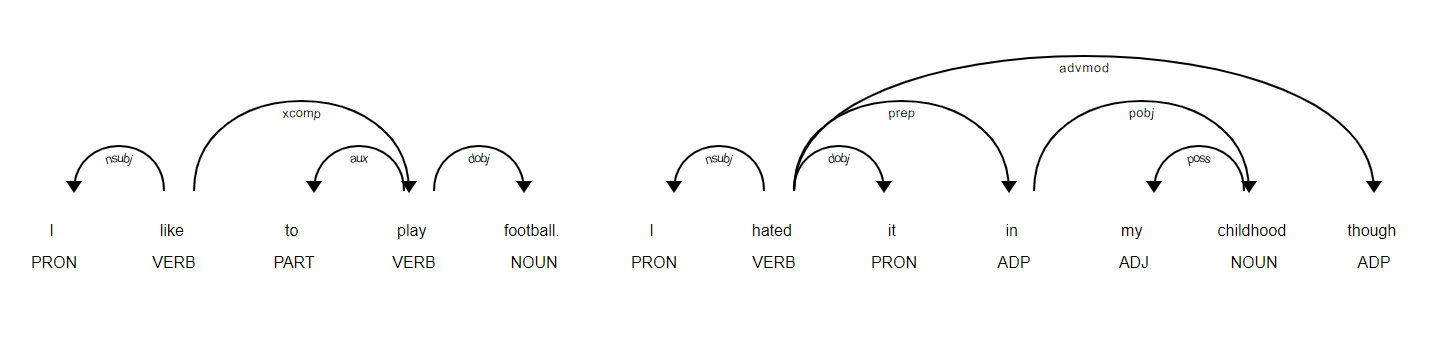 advmod
xcomp prep pobj
nsubj aux dobj nsubj dobj poss
I like to play football. I hated it in my childhood though
PRON VERB PART VERB NOUN PRON VERB PRON ADP ADJ NOUN ADP